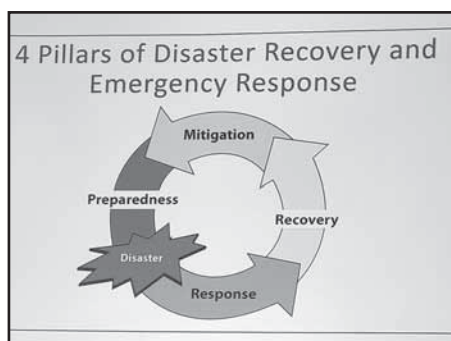 4 Pillars of Disaster Recovery and
Emergency Response
Mitigation
Preparedness
Recovery
Disaster
Response